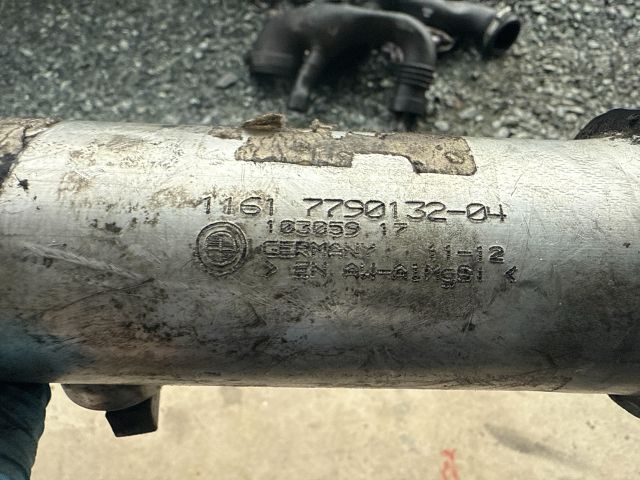 1161 7790132-04
103059 17
GERMANY 11-12
> EN AW-AlMgSi <